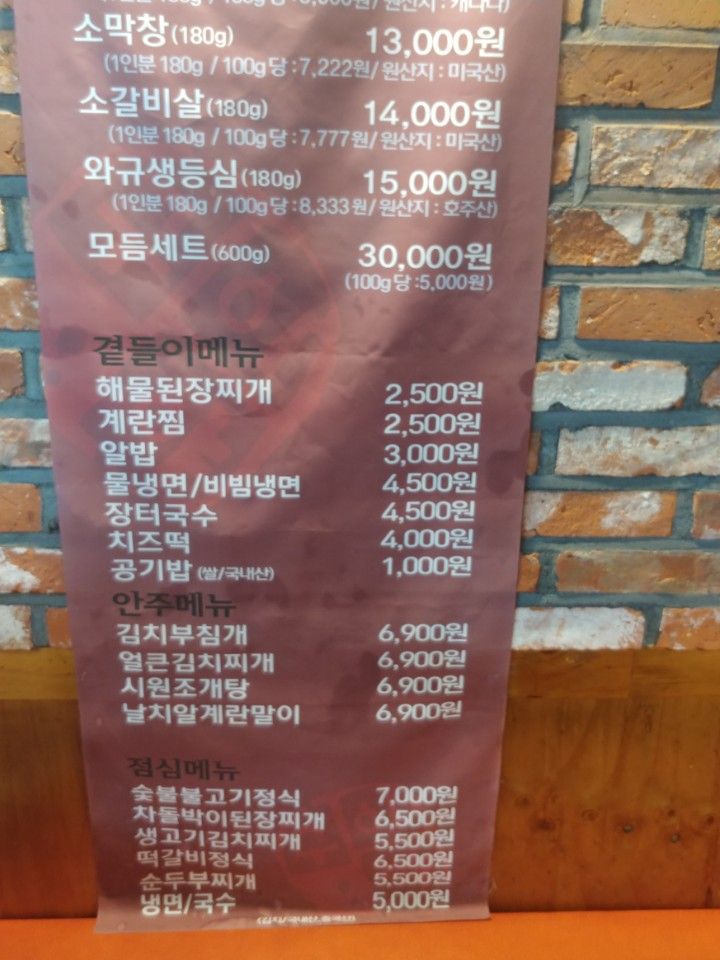 소막창(180g) 13,000원
(1인분 180g / 100g당:7,222원/ 원산지 : 미국산)
소갈비살(180g) 14,000원
(1인분 180g / 100g당:7,777원/ 원산지 : 미국산)
와규생등심(180g) 15,000원
(1인분 180g / 100g당:8,333원/ 원산지 : 호주산)
모듬세트(600g) 30,000원
(100g당:5,000원)
곁들이메뉴
해물된장찌개 2,500원
계란찜 2,500원
알밥 3,000원
물냉면/비빔냉면 4,500원
장터국수 4,500원
치즈떡 4,000원
공기밥 (쌀/국내산) 1,000원
안주메뉴
김치부침개 6,900원
얼큰김치찌개 6,900원
시원조개탕 6,900원
날치알계란말이 6,900원
점심메뉴
숯불불고기정식 7,000원
차돌박이된장찌개 6,500원
생고기김치찌개 5,500원
떡갈비정식 6,500원
순두부찌개 5,500원
냉면/국수 5,000원